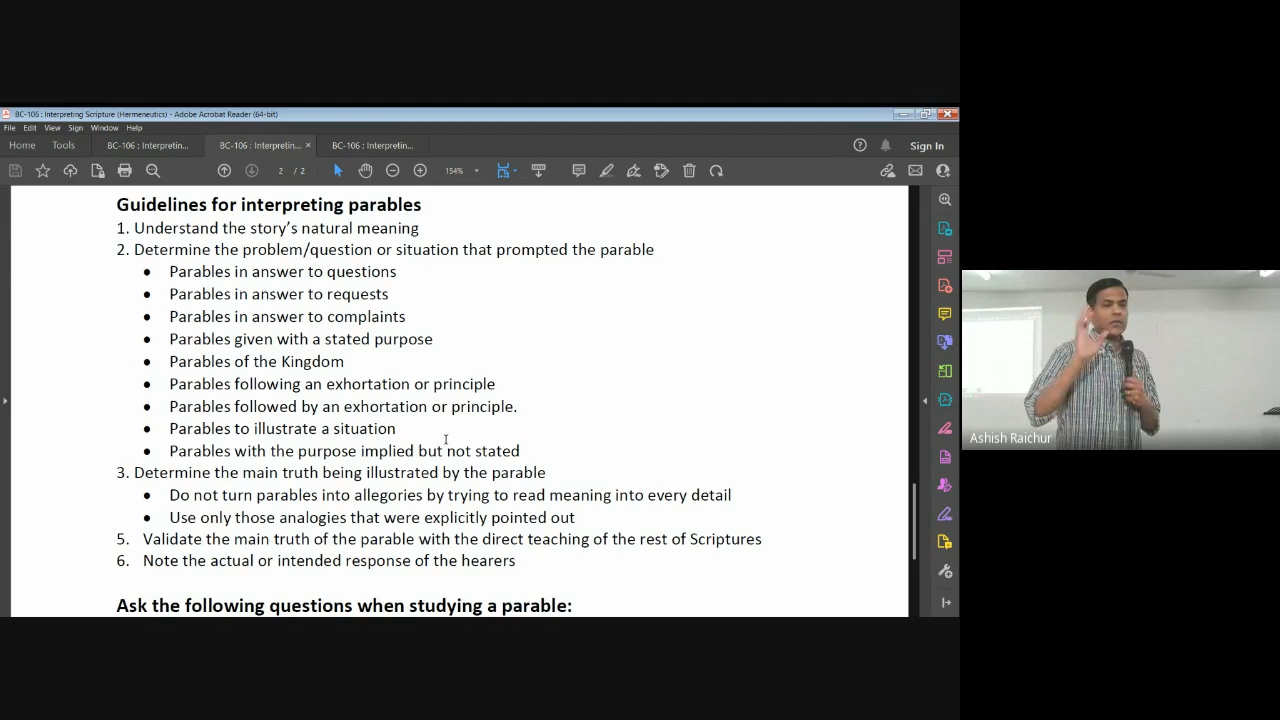 BC-106 : Interpreting Scripture (Hermeneutics) - Adobe Acrobat Reader (64-bit)
File Edit View Sign Window Help
Home Tools BC-106 : Interpretin... BC-106 : Interpretin... × BC-106 : Interpretin... Sign In
2 / 2 154%
Guidelines for interpreting parables
1. Understand the story's natural meaning
2. Determine the problem/question or situation that prompted the parable
• Parables in answer to questions
• Parables in answer to requests
• Parables in answer to complaints
• Parables given with a stated purpose
• Parables of the Kingdom
• Parables following an exhortation or principle
• Parables followed by an exhortation or principle.
• Parables to illustrate a situation
• Parables with the purpose implied but not stated
3. Determine the main truth being illustrated by the parable
• Do not turn parables into allegories by trying to read meaning into every detail
• Use only those analogies that were explicitly pointed out
5. Validate the main truth of the parable with the direct teaching of the rest of Scriptures
6. Note the actual or intended response of the hearers
Ask the following questions when studying a parable:
Ashish Raichur